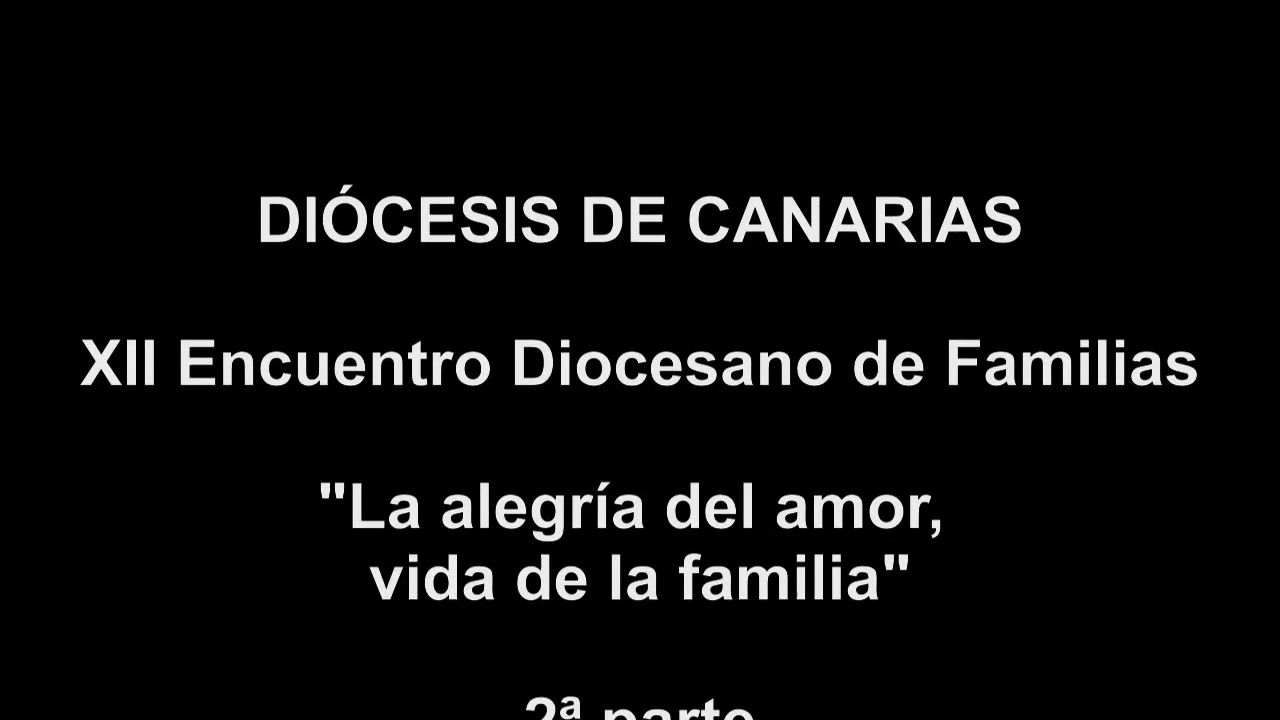 DIÓCESIS DE CANARIAS
XII Encuentro Diocesano de Familias
"La alegría del amor,
vida de la familia"
2ª parte